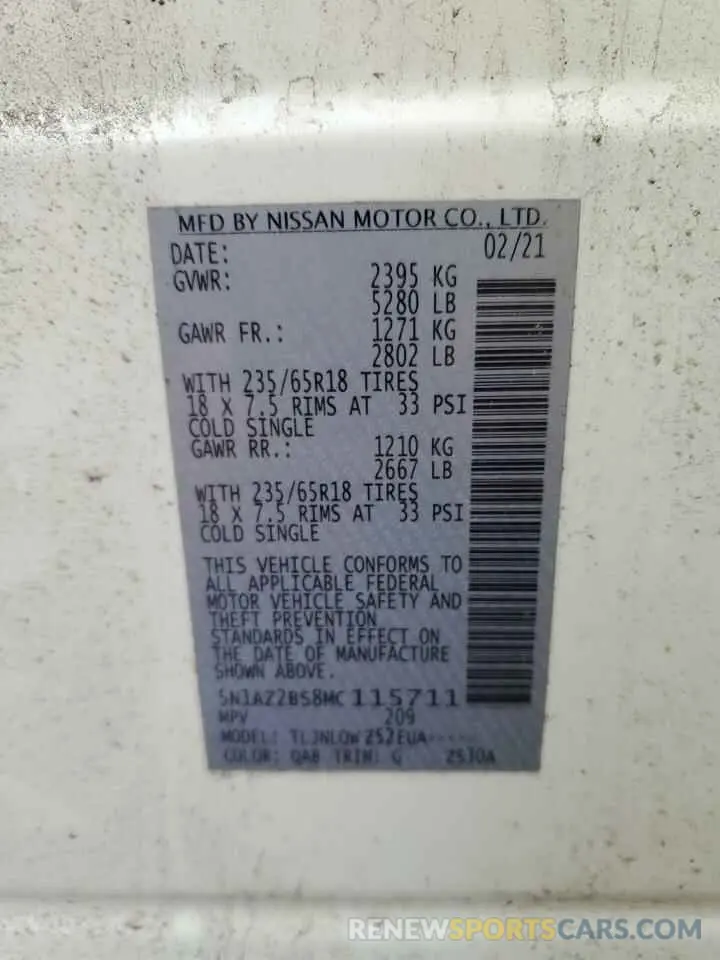 MFD BY NISSAN MOTOR CO., LTD.
DATE: 02/21
GVWR: 2395 KG
5280 LB
GAWR FR.: 1271 KG
2802 LB
WITH 235/65R18 TIRES
18 X 7.5 RIMS AT 33 PSI
COLD SINGLE
GAWR RR.: 1210 KG
2667 LB
WITH 235/65R18 TIRES
18 X 7.5 RIMS AT 33 PSI
COLD SINGLE
THIS VEHICLE CONFORMS TO
ALL APPLICABLE FEDERAL
MOTOR VEHICLE SAFETY AND
THEFT PREVENTION
STANDARDS IN EFFECT ON
THE DATE OF MANUFACTURE
SHOWN ABOVE.
5N1AZ2BS8MC115711
MPV 209
MODEL: TLJNLOW Z52EUA-----
COLOR: QAB TRIM: G
RENEWSPORTSCARS.COM